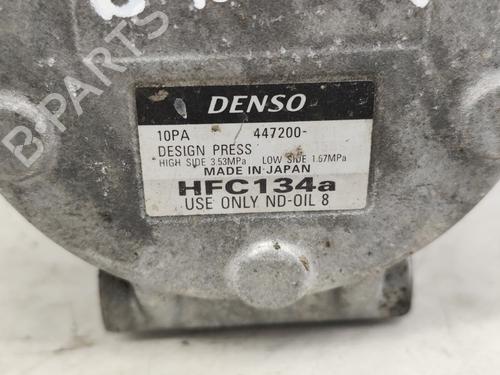 B-PARTS
DENSO
10PA 447200-
DESIGN PRESS
HIGH SIDE 3.53MPa LOW SIDE 1.67MPa
MADE IN JAPAN
HFC134a
USE ONLY ND-OIL 8